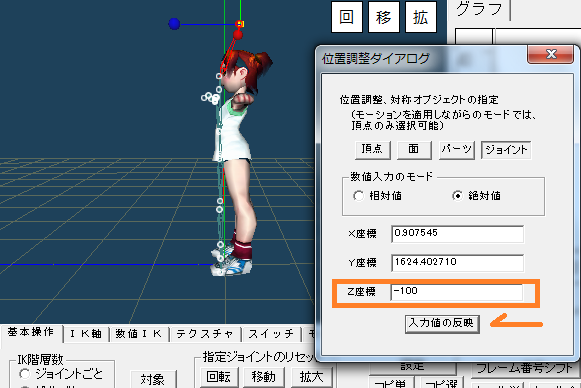 回 移 拡
グラフ
位置調整ダイアログ
位置調整、対称オブジェクトの指定
(モーションを適用しながらのモードでは、
頂点のみ選択可能)
頂点 面 パーツ ジョイント
数値入力のモード
相対値 絶対値
X座標 0.907545
Y座標 1624.402710
Z座標 -100
入力値の反映
基本操作 IK軸 数値IK テクスチャ スイッチ
IK階層数
ジョイントごと
対象
指定ジョイントのリセッ
回転 移動 拡大
設定
フレーム番号シフト
コピ単 コピ選